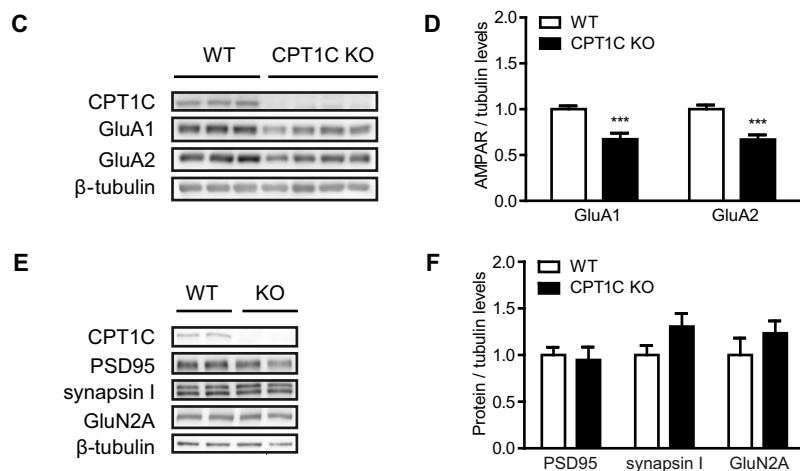 C
WT CPT1C KO
CPT1C
GluA1
GluA2
β-tubulin
D
WT
CPT1C KO
AMPAR / tubulin levels
2.0
1.5
1.0
0.5
0.0
***
***
GluA1 GluA2
E
WT KO
CPT1C
PSD95
synapsin I
GluN2A
β-tubulin
F
WT
CPT1C KO
Protein / tubulin levels
2.0
1.5
1.0
0.5
0.0
PSD95 synapsin I GluN2A